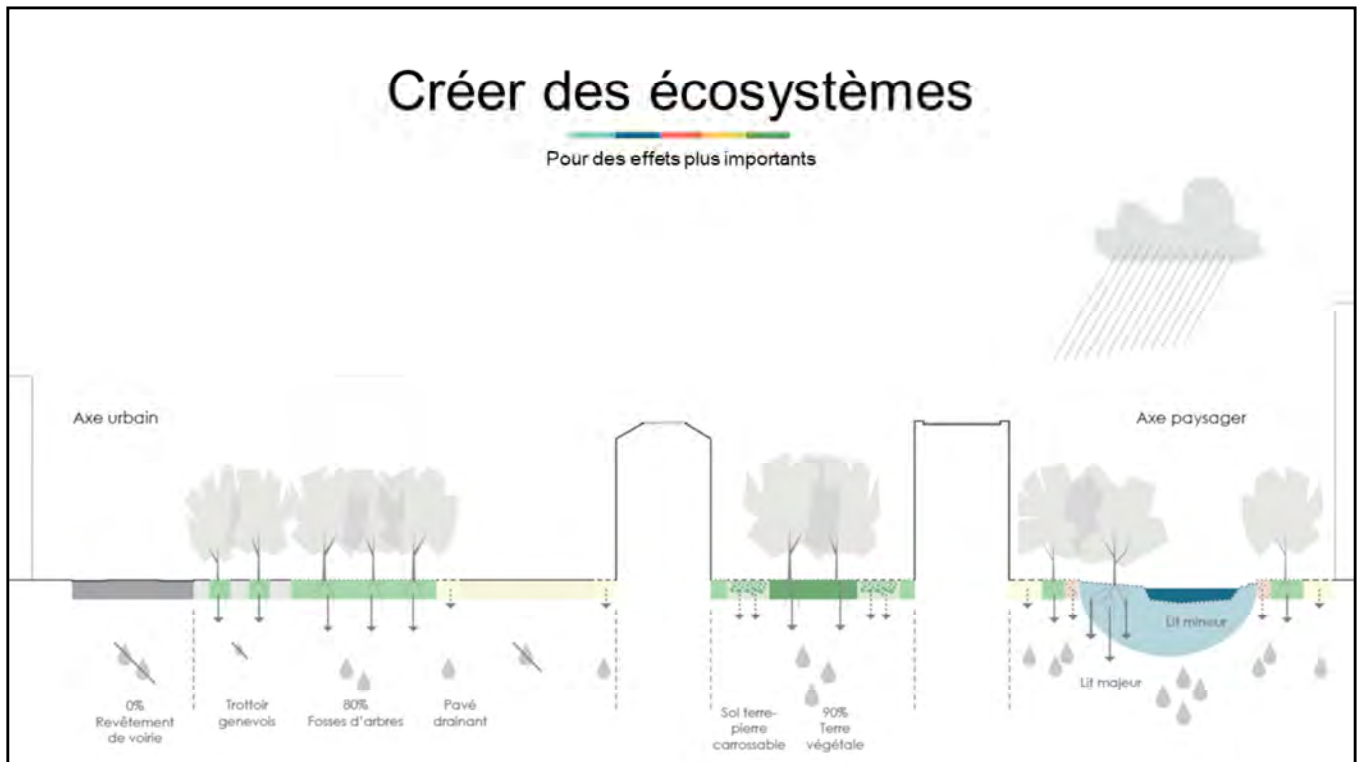 Créer des écosystèmes
Pour des effets plus importants
Axe urbain
Axe paysager
Lit mineur
Lit majeur
0%
Revêtement
de voirie
Trottoir
genevois
80%
Fosses d'arbres
Pavé
drainant
Sol terre-
pierre
carrossable
90%
Terre
végétale